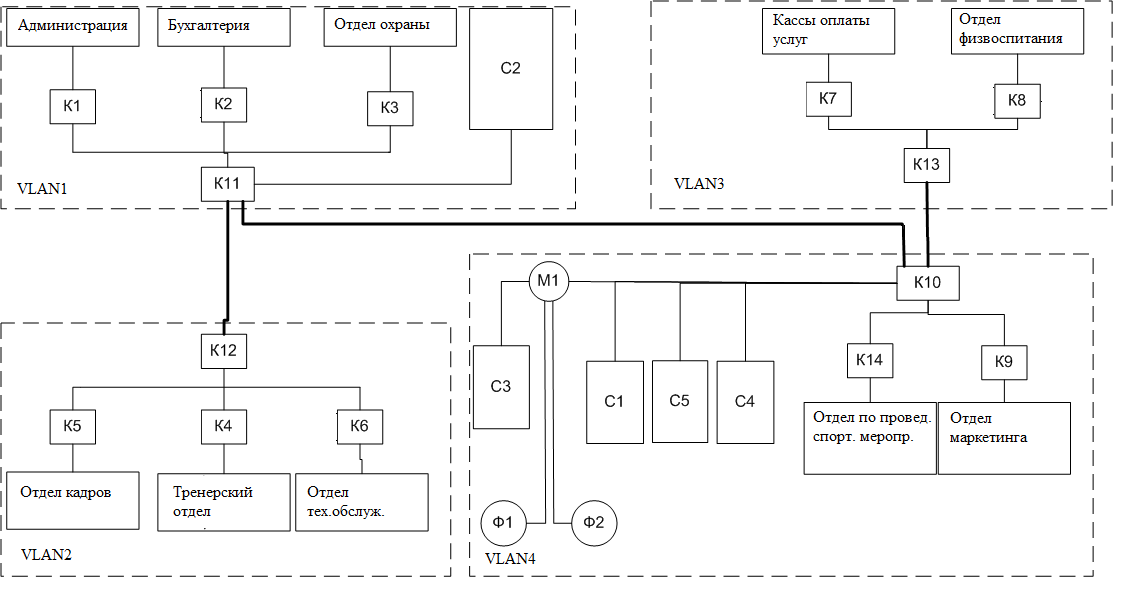 Администрация
Бухгалтерия
Отдел охраны
С2
К1
К2
К3
К11
VLAN1
Кассы оплаты
услуг
Отдел
физвоспитания
К7
К8
К13
VLAN3
К12
К5
К4
К6
Отдел кадров
Тренерский
отдел
Отдел
тех.обслуж.
VLAN2
М1
К10
С3
С1
С5
С4
К14
К9
Отдел по провед.
спорт. меропр.
Отдел
маркетинга
Ф1
Ф2
VLAN4